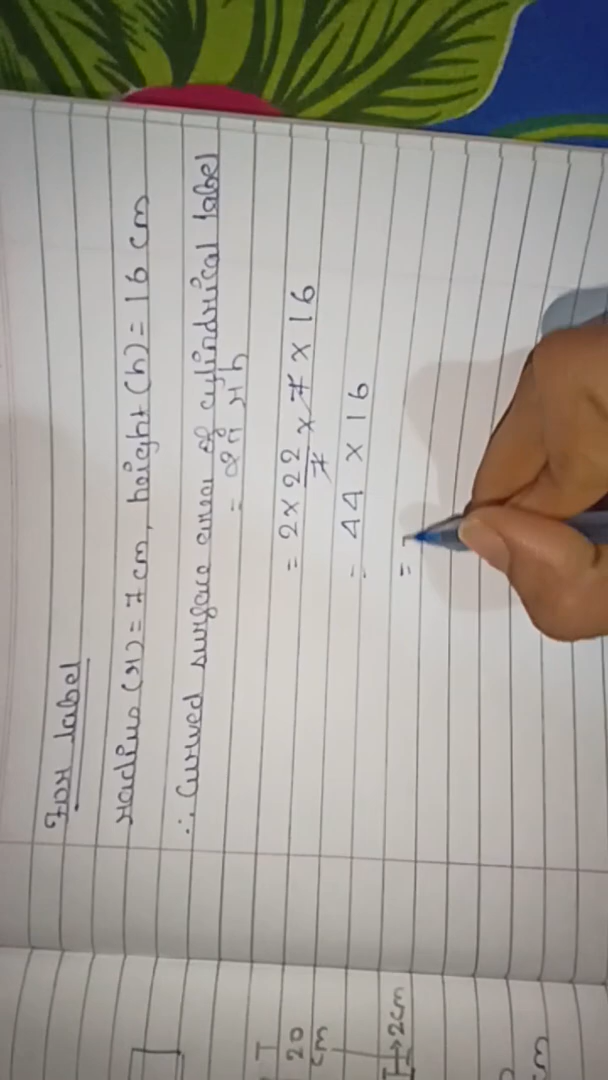 For label
radius (r) = 7 cm, height (h) = 16 cm
∴ Curved surface area of cylindrical label
= 2πrh
= 2 × 22/7 × 7 × 16
= 44 × 16
=
20
cm
2cm
cm